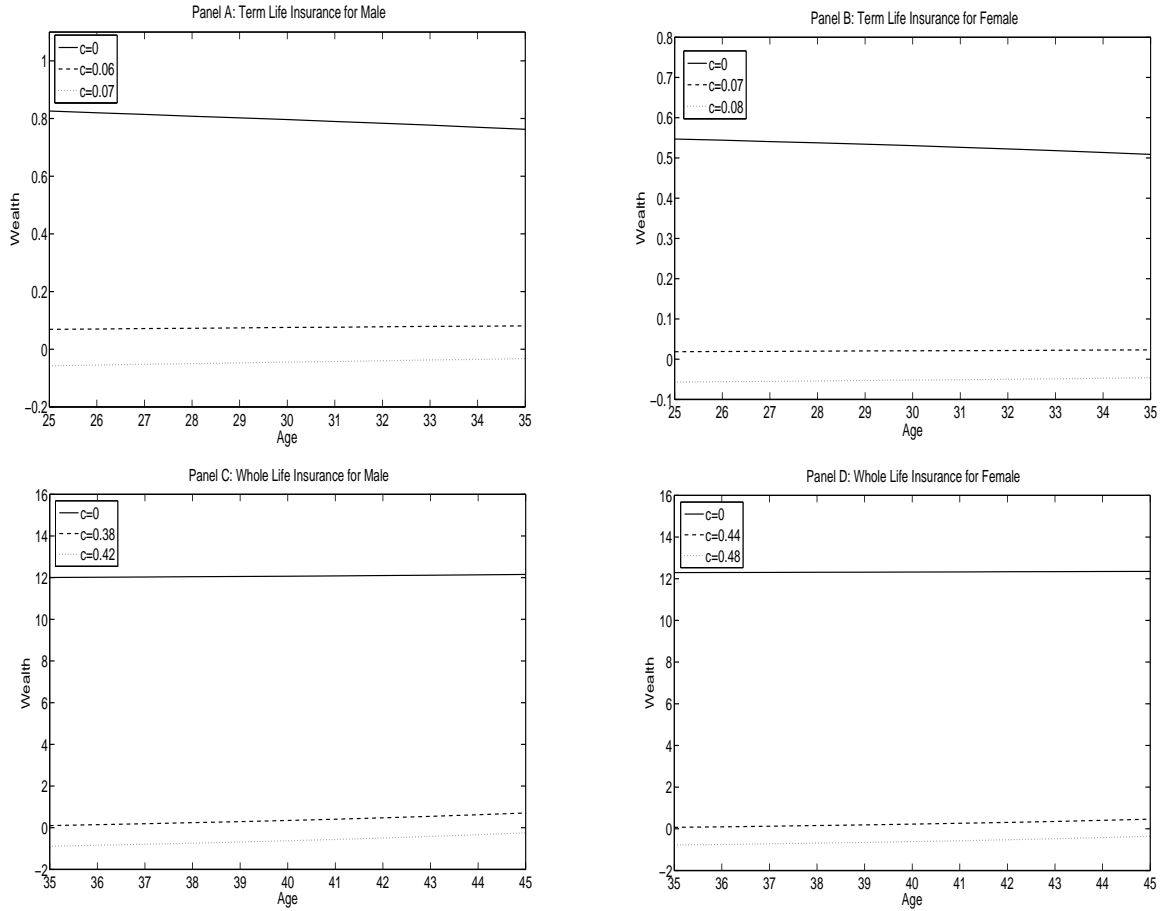 Panel A: Term Life Insurance for Male
1
0.8
0.6
0.4
0.2
0
−0.2
Wealth
c=0
c=0.06
c=0.07
25 26 27 28 29 30 31 32 33 34 35
Age
Panel B: Term Life Insurance for Female
0.8
0.7
0.6
0.5
0.4
0.3
0.2
0.1
0
−0.1
Wealth
c=0
c=0.07
c=0.08
25 26 27 28 29 30 31 32 33 34 35
Age
Panel C: Whole Life Insurance for Male
16
14
12
10
8
6
4
2
0
−2
Wealth
c=0
c=0.38
c=0.42
35 36 37 38 39 40 41 42 43 44 45
Age
Panel D: Whole Life Insurance for Female
16
14
12
10
8
6
4
2
0
−2
Wealth
c=0
c=0.44
c=0.48
35 36 37 38 39 40 41 42 43 44 45
Age